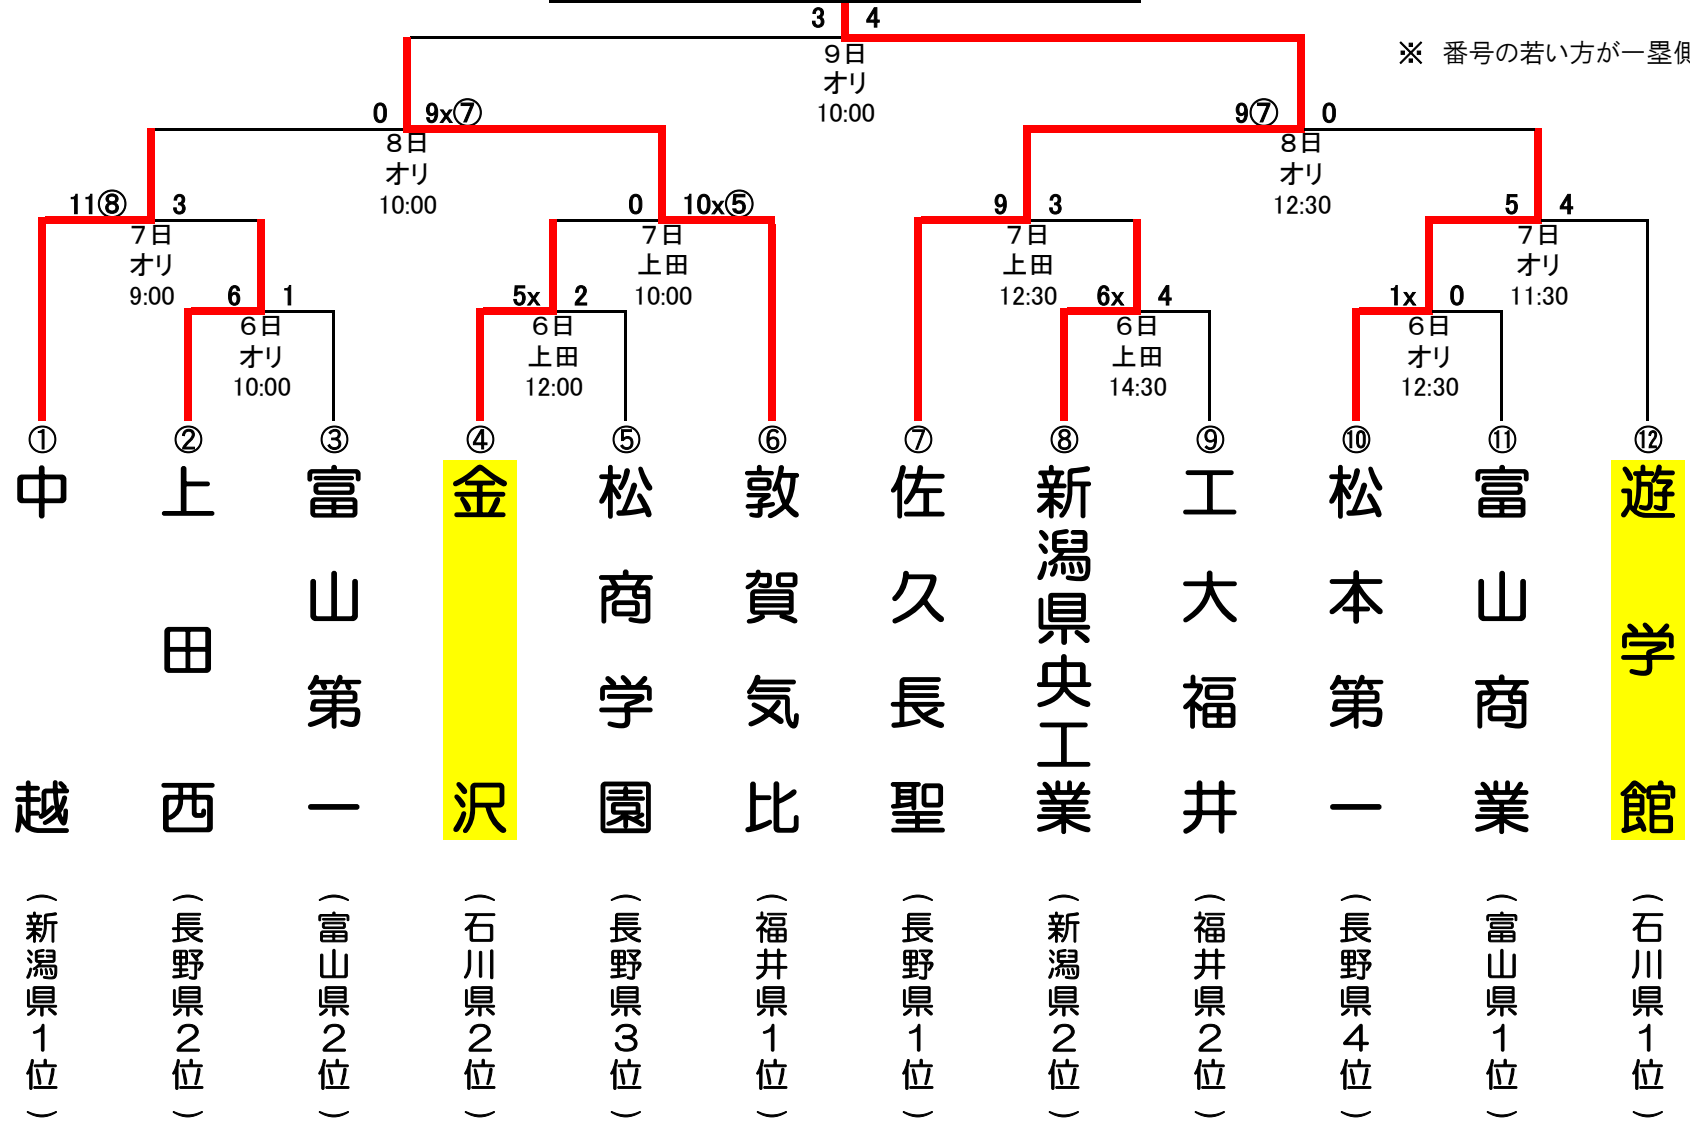 3 4
※ 番号の若い方が一塁側
9日
オリ
10:00
0 9x⑦
8日
オリ
10:00
9⑦ 0
8日
オリ
12:30
11⑧ 3
7日
オリ
9:00
0 10x⑤
7日
上田
10:00
9 3
7日
上田
12:30
5 4
7日
オリ
11:30
6 1
6日
オリ
10:00
5x 2
6日
上田
12:00
6x 4
6日
上田
14:30
1x 0
6日
オリ
12:30
①
中越
(新潟県1位)
②
上田西
(長野県2位)
③
富山第一
(富山県2位)
④
金沢
(石川県2位)
⑤
松商学園
(長野県3位)
⑥
敦賀気比
(福井県1位)
⑦
佐久長聖
(長野県1位)
⑧
新潟県央工業
(新潟県2位)
⑨
工大福井
(福井県2位)
⑩
松本第一
(長野県4位)
⑪
富山商業
(富山県1位)
⑫
遊学館
(石川県1位)